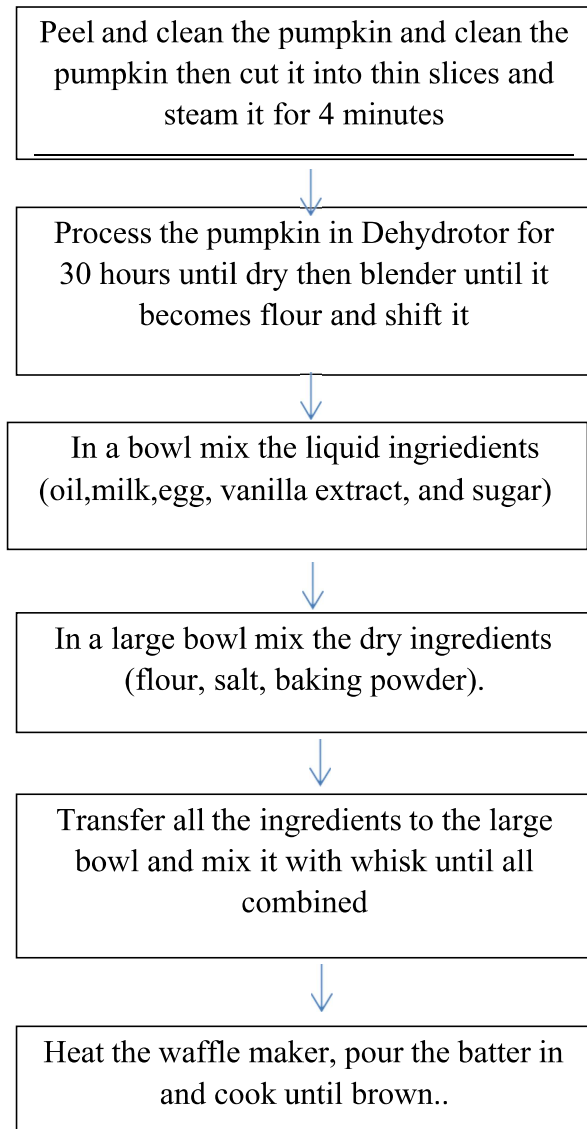 Peel and clean the pumpkin and clean the
pumpkin then cut it into thin slices and
steam it for 4 minutes
Process the pumpkin in Dehydrotor for
30 hours until dry then blender until it
becomes flour and shift it
In a bowl mix the liquid ingriedients
(oil,milk,egg, vanilla extract, and sugar)
In a large bowl mix the dry ingredients
(flour, salt, baking powder).
Transfer all the ingredients to the large
bowl and mix it with whisk until all
combined
Heat the waffle maker, pour the batter in
and cook until brown..